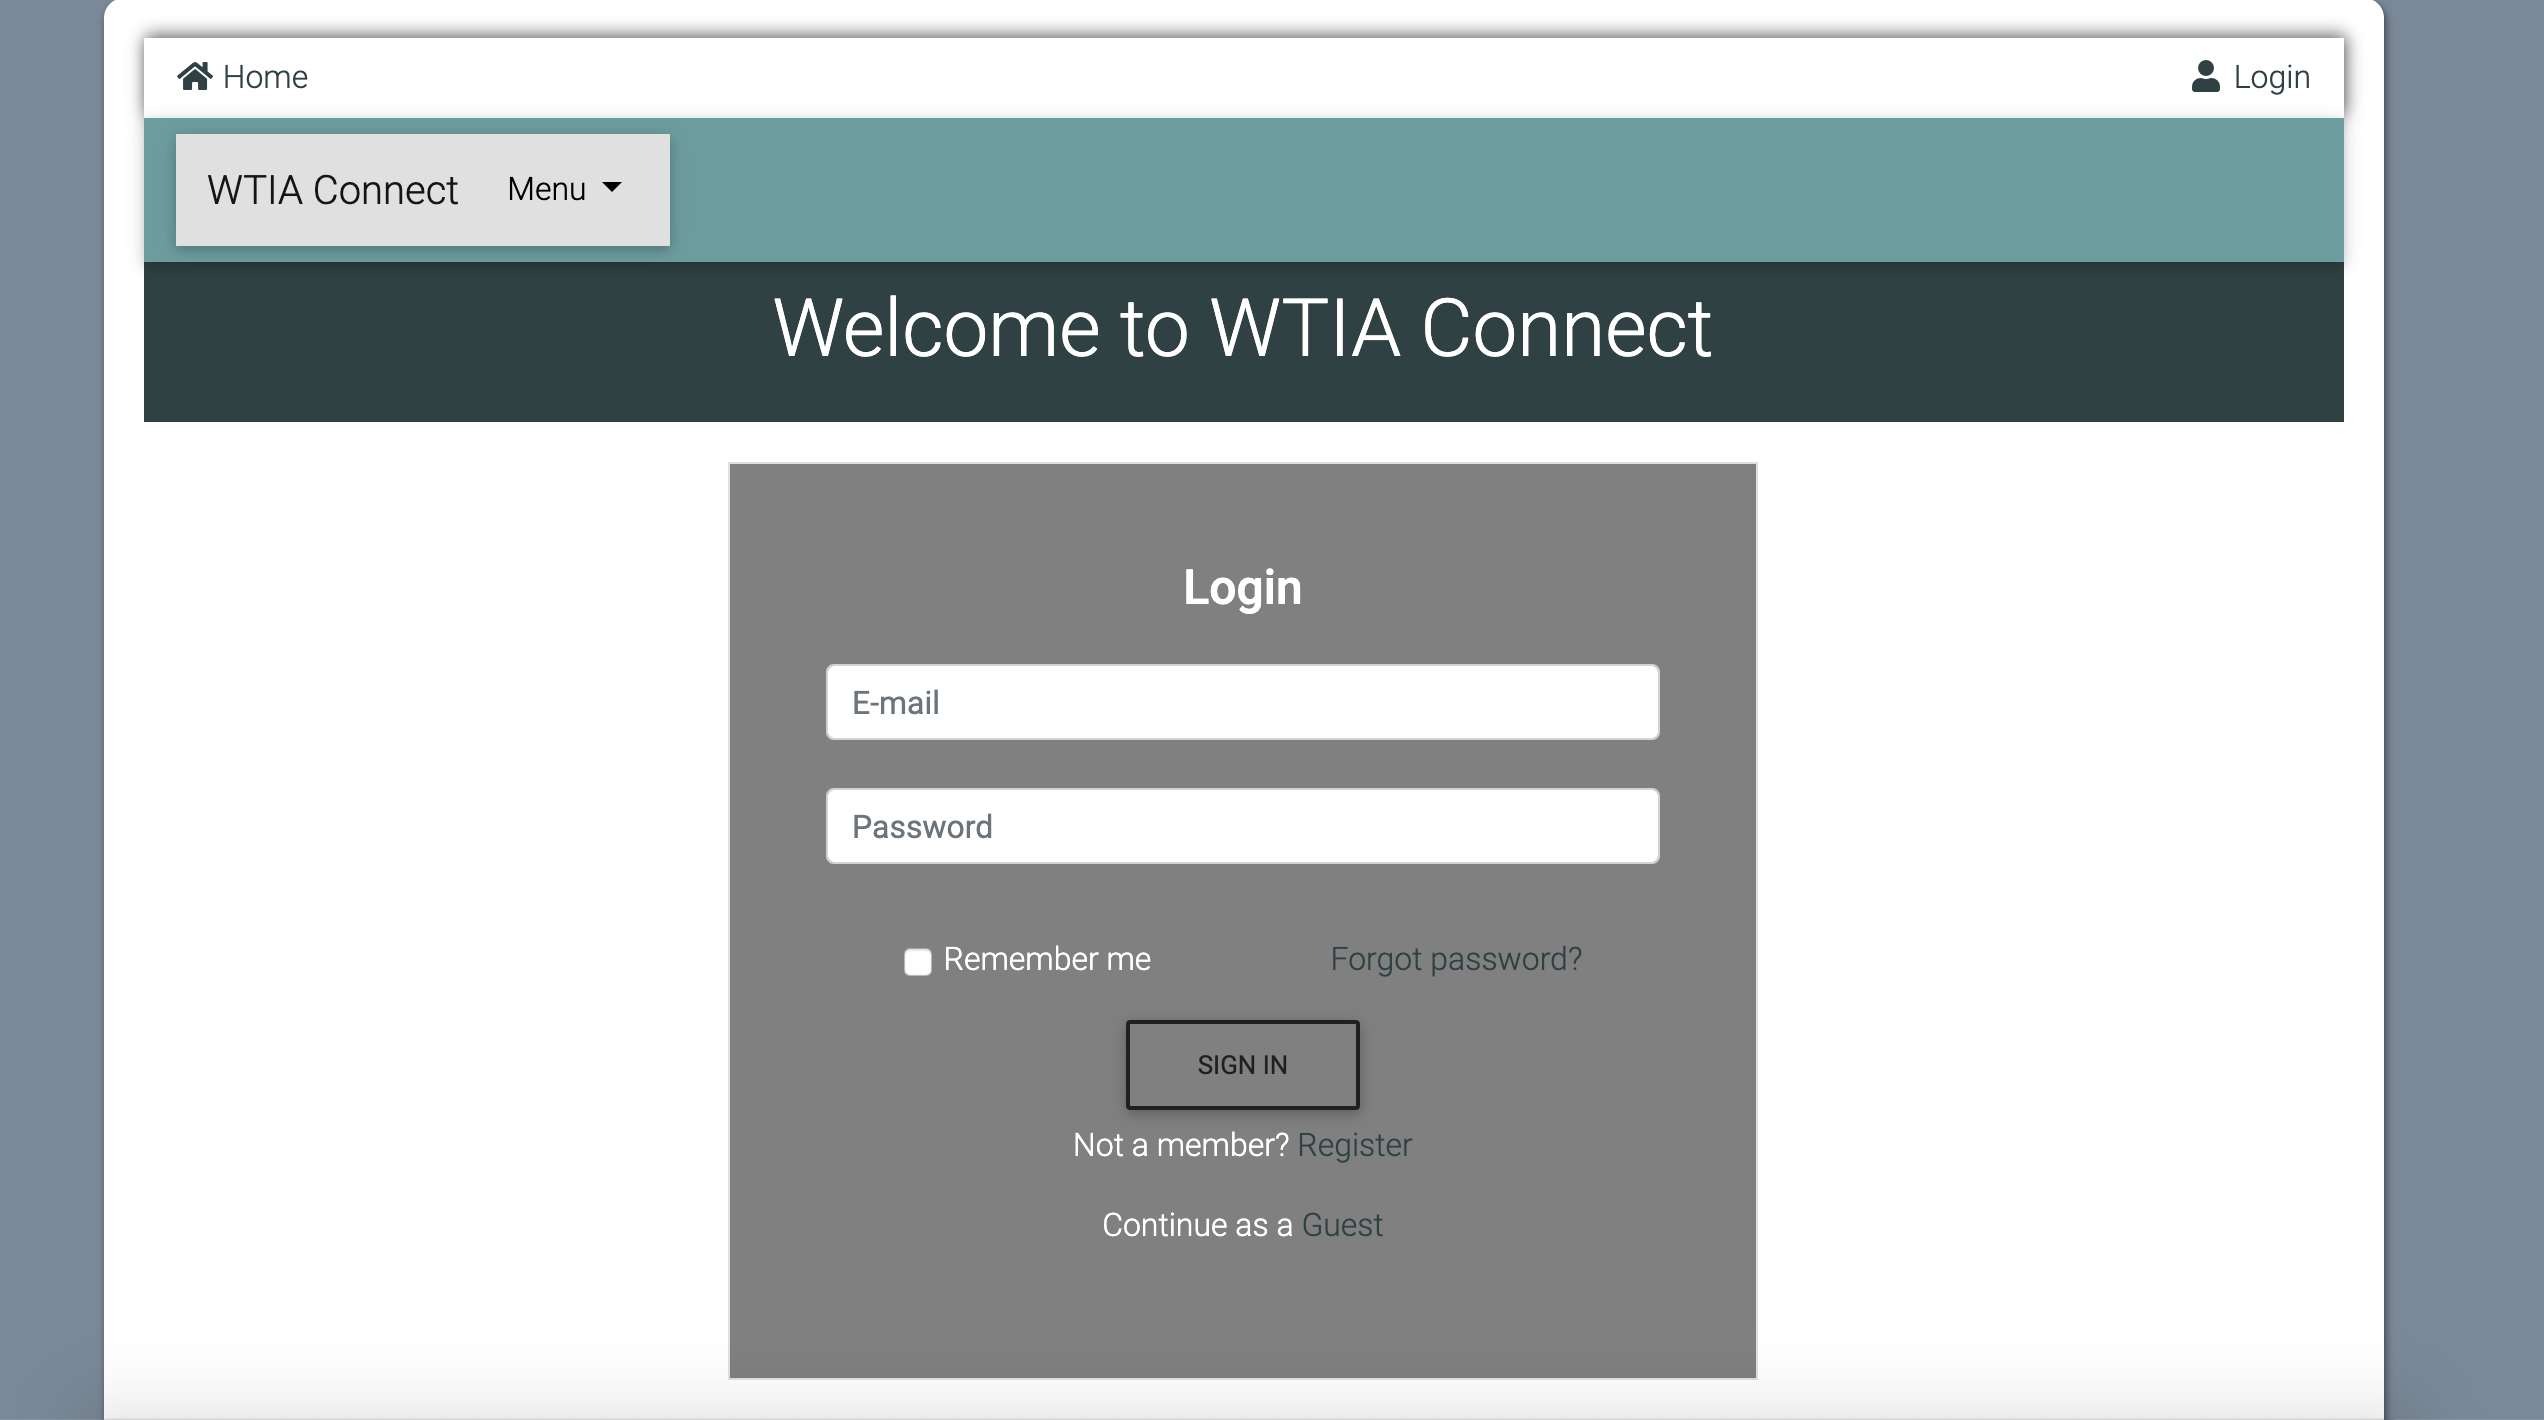 Home
Login
WTIA Connect
Menu
Welcome to WTIA Connect
Login
E-mail
Password
Remember me
Forgot password?
SIGN IN
Not a member? Register
Continue as a Guest